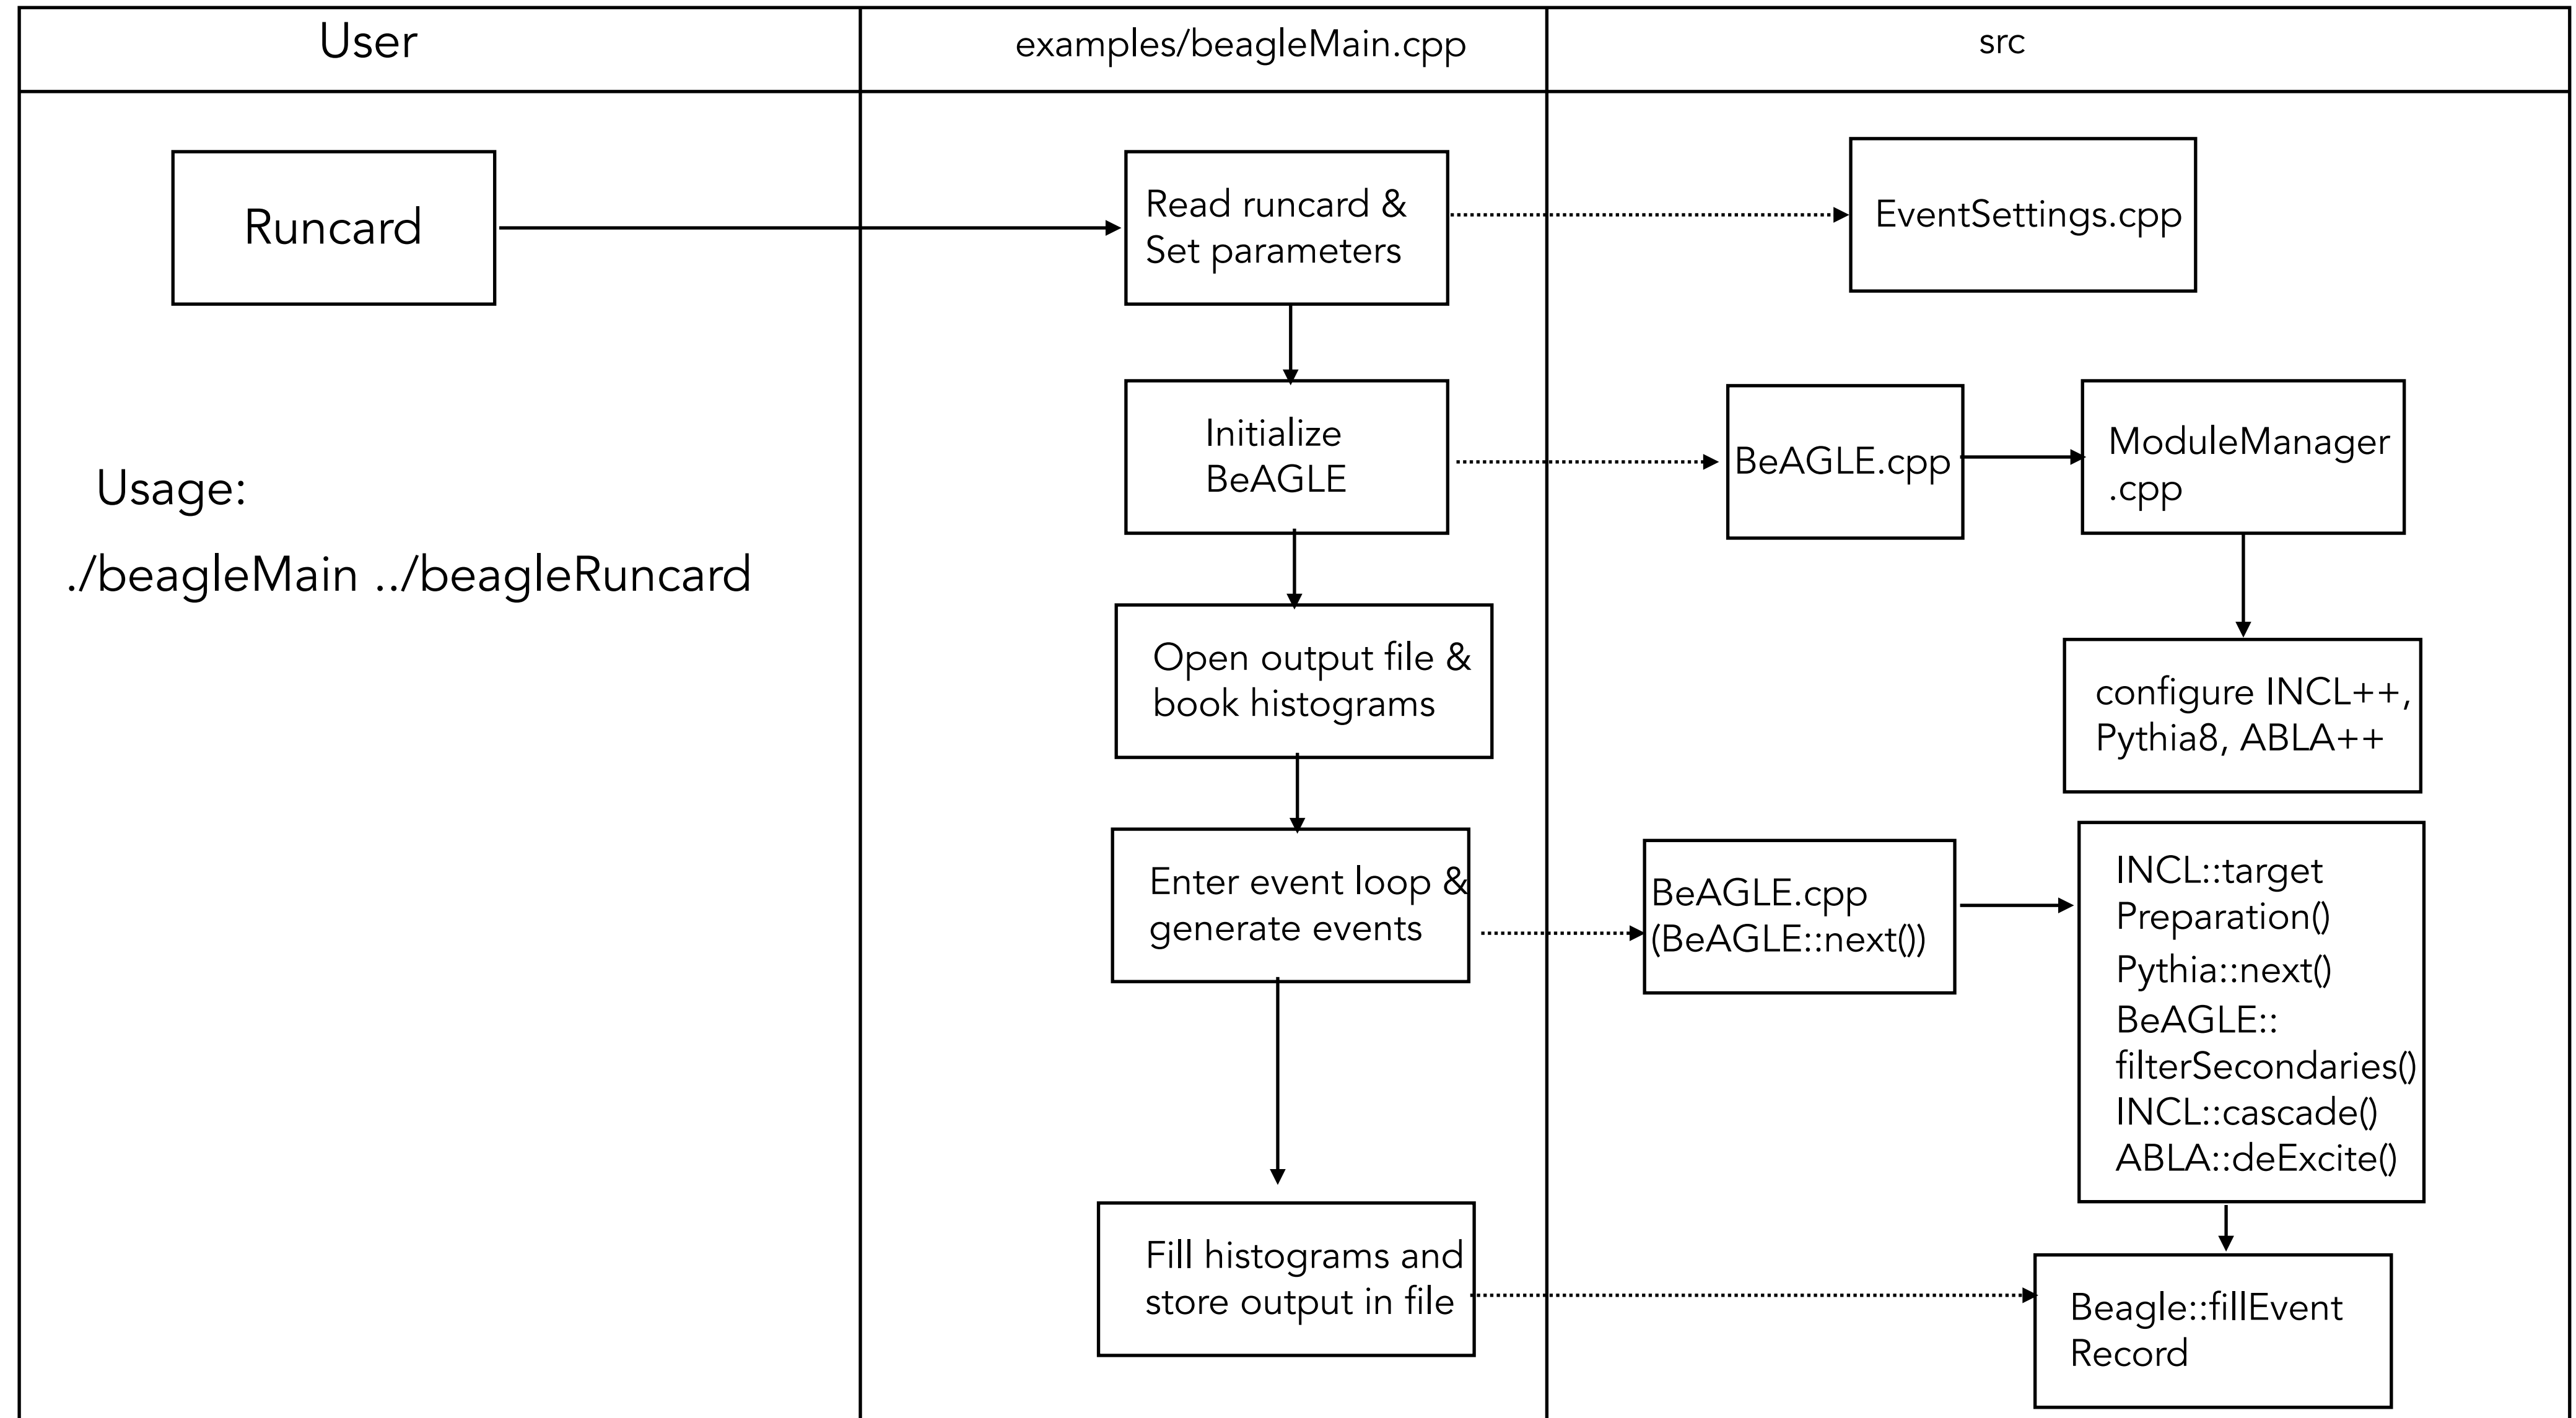 User
examples/beagleMain.cpp
src
Runcard
Read runcard &
Set parameters
EventSettings.cpp
Usage:
./beagleMain ../beagleRuncard
Initialize
BeAGLE
BeAGLE.cpp
ModuleManager
.cpp
Open output file &
book histograms
configure INCL++,
Pythia8, ABLA++
Enter event loop &
generate events
BeAGLE.cpp
(BeAGLE::next())
INCL::target
Preparation()
Pythia::next()
BeAGLE::
filterSecondaries()
INCL::cascade()
ABLA::deExcite()
Fill histograms and
store output in file
Beagle::fillEvent
Record